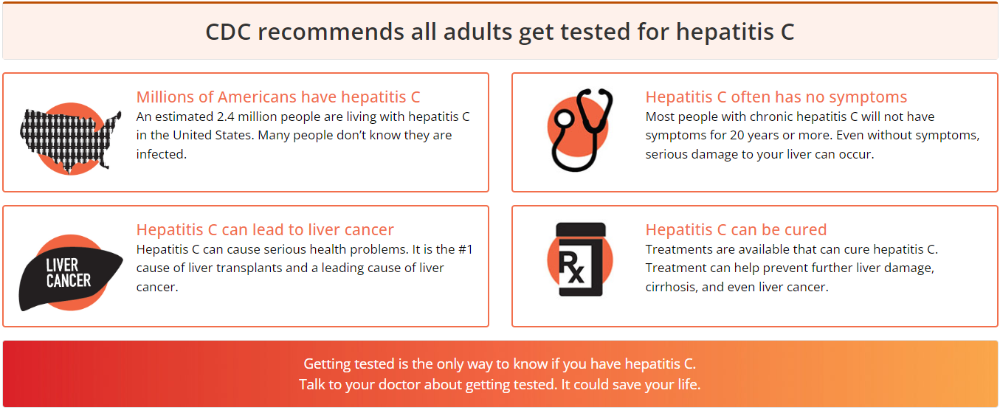 CDC recommends all adults get tested for hepatitis C
Millions of Americans have hepatitis C
An estimated 2.4 million people are living with hepatitis C
in the United States. Many people don’t know they are
infected.
Hepatitis C often has no symptoms
Most people with chronic hepatitis C will not have
symptoms for 20 years or more. Even without symptoms,
serious damage to your liver can occur.
LIVER
CANCER
Hepatitis C can lead to liver cancer
Hepatitis C can cause serious health problems. It is the #1
cause of liver transplants and a leading cause of liver
cancer.
Rx
Hepatitis C can be cured
Treatments are available that can cure hepatitis C.
Treatment can help prevent further liver damage,
cirrhosis, and even liver cancer.
Getting tested is the only way to know if you have hepatitis C.
Talk to your doctor about getting tested. It could save your life.